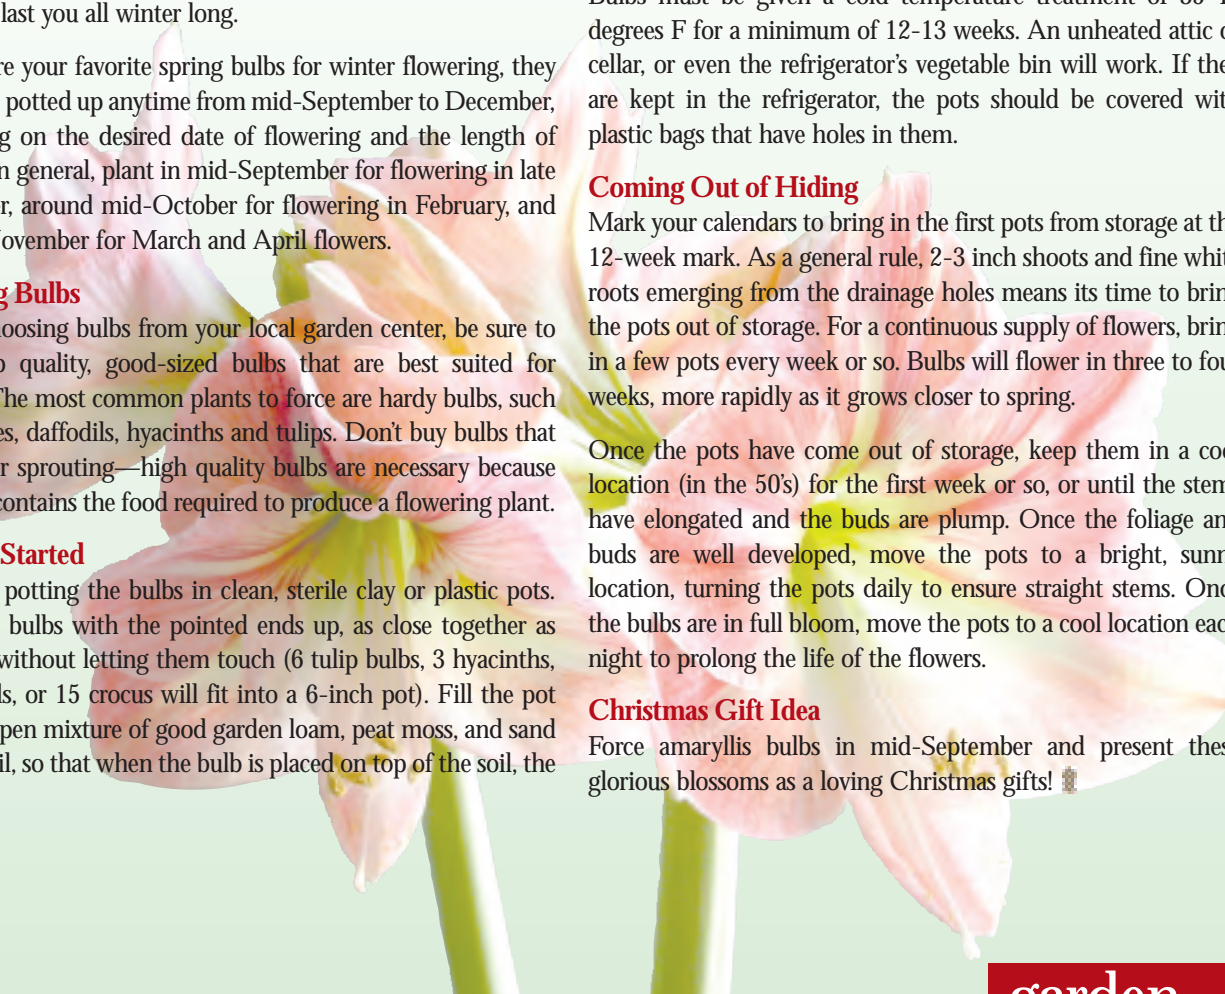 last you all winter long.
re your favorite spring bulbs for winter flowering, they
potted up anytime from mid-September to December,
g on the desired date of flowering and the length of
n general, plant in mid-September for flowering in late
r, around mid-October for flowering in February, and
ovember for March and April flowers.
g Bulbs
oosing bulbs from your local garden center, be sure to
p quality, good-sized bulbs that are best suited for
The most common plants to force are hardy bulbs, such
es, daffodils, hyacinths and tulips. Don't buy bulbs that
r sprouting—high quality bulbs are necessary because
contains the food required to produce a flowering plant.
Started
potting the bulbs in clean, sterile clay or plastic pots.
bulbs with the pointed ends up, as close together as
without letting them touch (6 tulip bulbs, 3 hyacinths,
ls, or 15 crocus will fit into a 6-inch pot). Fill the pot
pen mixture of good garden loam, peat moss, and sand
il, so that when the bulb is placed on top of the soil, the
Bulbs must be given a cold temperature treatment of
degrees F for a minimum of 12-13 weeks. An unheated attic o
cellar, or even the refrigerator's vegetable bin will work. If the
are kept in the refrigerator, the pots should be covered wit
plastic bags that have holes in them.
Coming Out of Hiding
Mark your calendars to bring in the first pots from storage at th
12-week mark. As a general rule, 2-3 inch shoots and fine whit
roots emerging from the drainage holes means its time to brin
the pots out of storage. For a continuous supply of flowers, brin
in a few pots every week or so. Bulbs will flower in three to fou
weeks, more rapidly as it grows closer to spring.
Once the pots have come out of storage, keep them in a coo
location (in the 50's) for the first week or so, or until the stem
have elongated and the buds are plump. Once the foliage an
buds are well developed, move the pots to a bright, sunn
location, turning the pots daily to ensure straight stems. Onc
the bulbs are in full bloom, move the pots to a cool location eac
night to prolong the life of the flowers.
Christmas Gift Idea
Force amaryllis bulbs in mid-September and present thes
glorious blossoms as a loving Christmas gifts!
garden